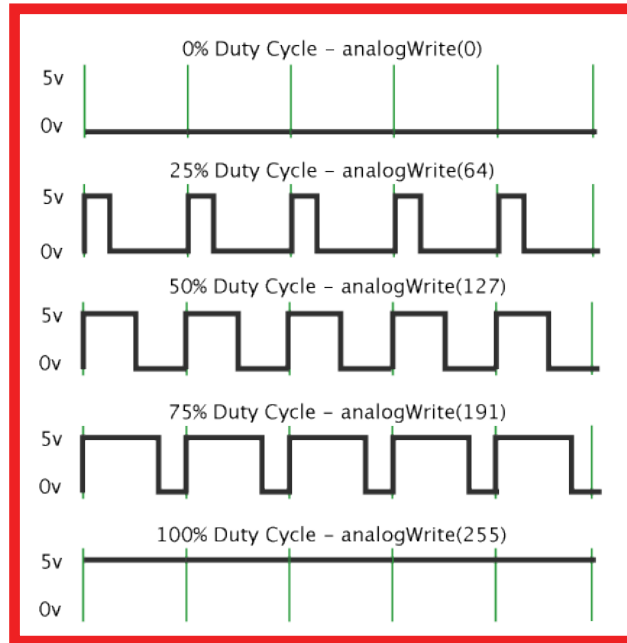 0% Duty Cycle – analogWrite(0)
5v
0v
25% Duty Cycle – analogWrite(64)
5v
0v
50% Duty Cycle – analogWrite(127)
5v
0v
75% Duty Cycle – analogWrite(191)
5v
0v
100% Duty Cycle – analogWrite(255)
5v
0v